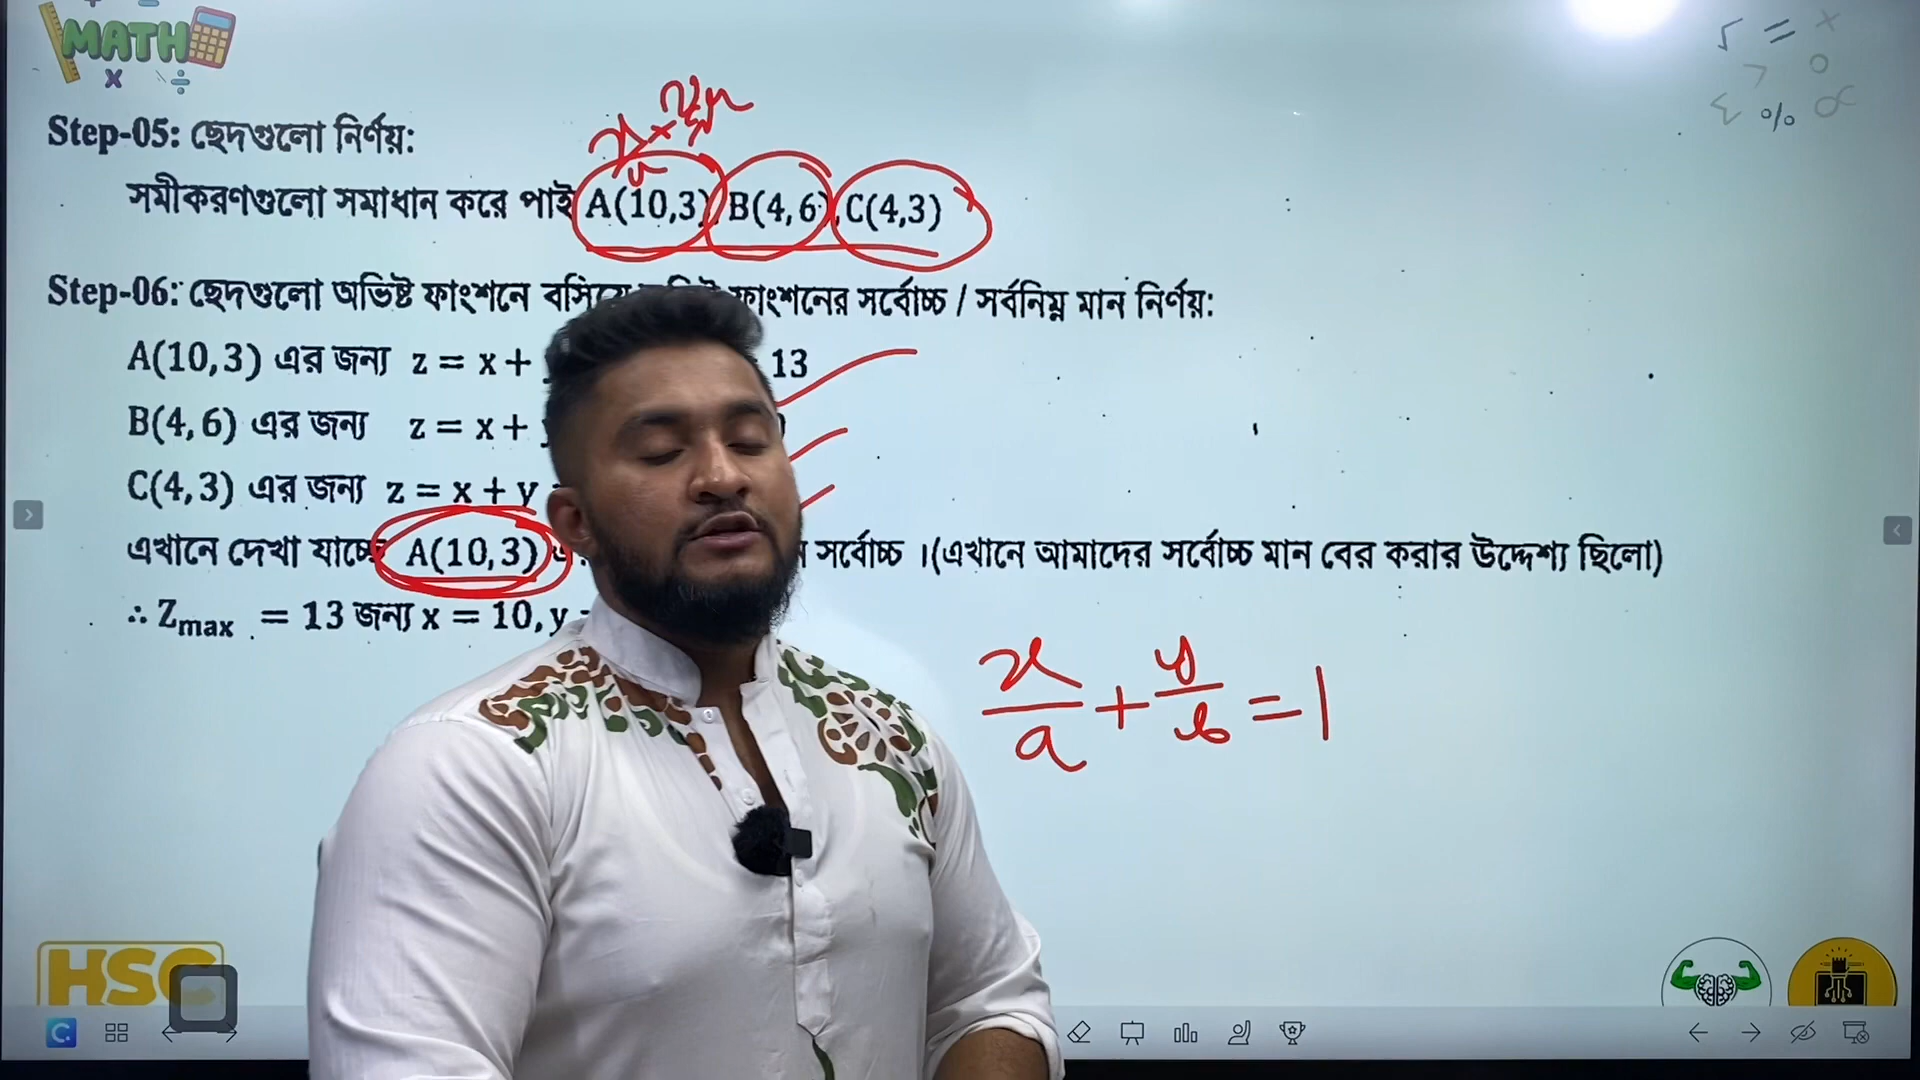 MATH
Step-05: ছেদগুলো নির্ণয়:
সমীকরণগুলো সমাধান করে পাই A(10,3), B(4,6), C(4,3)
Step-06: ছেদগুলো অভিষ্ট ফাংশনে ফাংশনের সর্বোচ্চ / সর্বনিম্ন মান নির্ণয়:
A(10,3) এর জন্য z = x + 13
B(4,6) এর জন্য z = x +
C(4,3) এর জন্য z = x + y
এখানে দেখা যাচ্ছে A(10,3) সর্বোচ্চ ।(এখানে আমাদের সর্বোচ্চ মান বের করার উদ্দেশ্য ছিলো)
∴ Zmax = 13 জন্য x = 10, y
x/a + y/b = 1
HSC